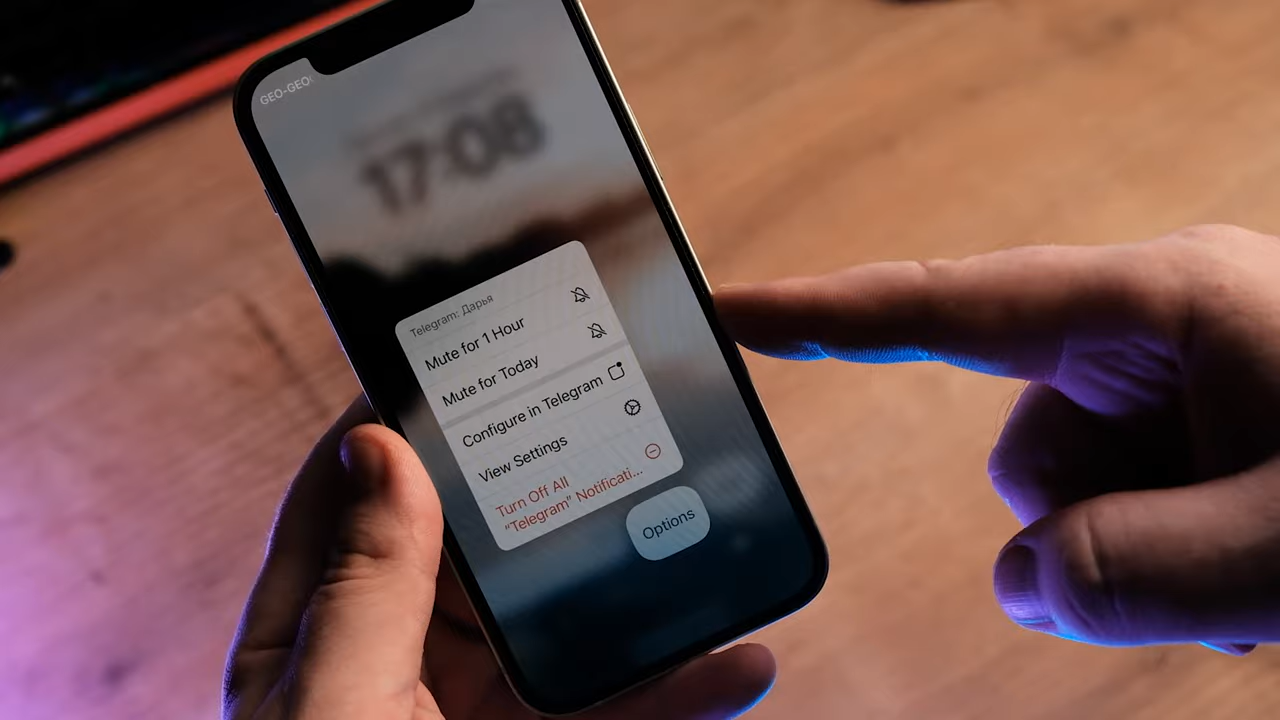 GEO-GEO
17:08
Telegram: Дарья
Mute for 1 Hour
Mute for Today
Configure in Telegram
View Settings
Turn Off All
“Telegram” Notificati...
Options